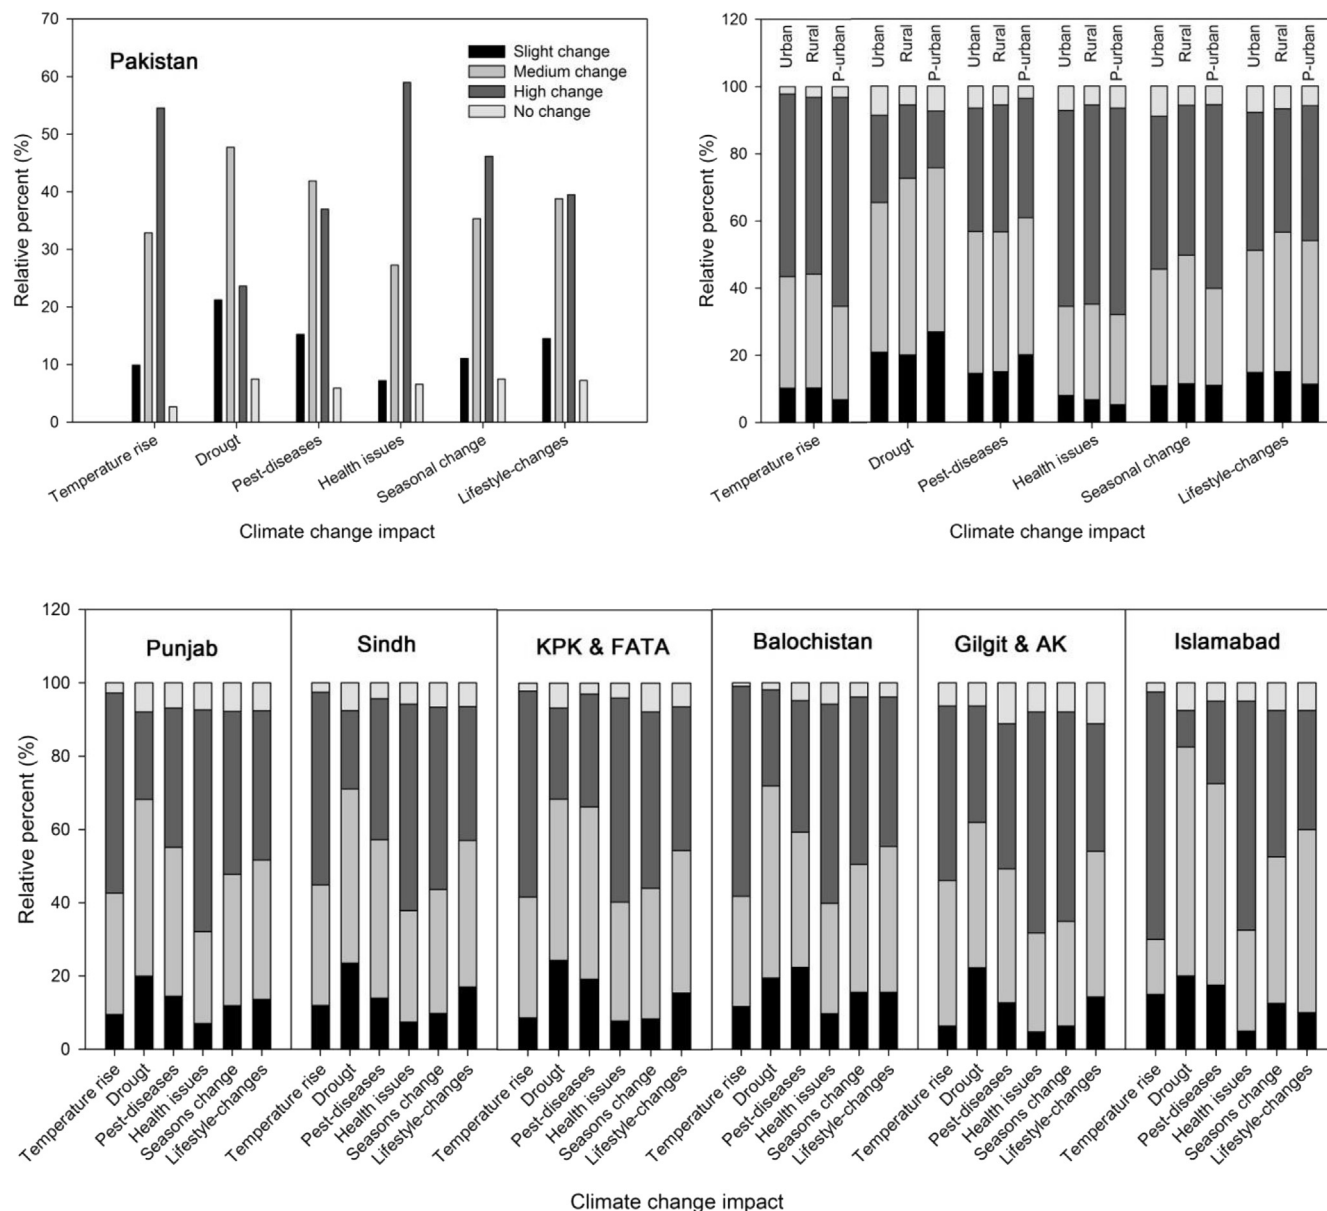 Pakistan
Slight change
Medium change
High change
No change
Relative percent (%)
70
60
50
40
30
20
10
0
Temperature rise
Drougt
Pest-diseases
Health issues
Seasonal change
Lifestyle-changes
Climate change impact
Relative percent (%)
120
100
80
60
40
20
0
Urban
Rural
P-urban
Urban
Rural
P-urban
Urban
Rural
P-urban
Urban
Rural
P-urban
Urban
Rural
P-urban
Urban
Rural
P-urban
Temperature rise
Drougt
Pest-diseases
Health issues
Seasonal change
Lifestyle-changes
Climate change impact
Relative percent (%)
120
100
80
60
40
20
0
Punjab
Sindh
KPK & FATA
Balochistan
Gilgit & AK
Islamabad
Temperature rise
Drougt
Pest-diseases
Health issues
Seasons change
Lifestyle-changes
Temperature rise
Drougt
Pest-diseases
Health issues
Seasons change
Lifestyle-changes
Temperature rise
Drougt
Pest-diseases
Health issues
Seasons change
Lifestyle-changes
Temperature rise
Drougt
Pest-diseases
Health issues
Seasons change
Lifestyle-changes
Temperature rise
Drougt
Pest-diseases
Health issues
Seasons change
Lifestyle-changes
Temperature rise
Drougt
Pest-diseases
Health issues
Seasons change
Lifestyle-changes
Climate change impact